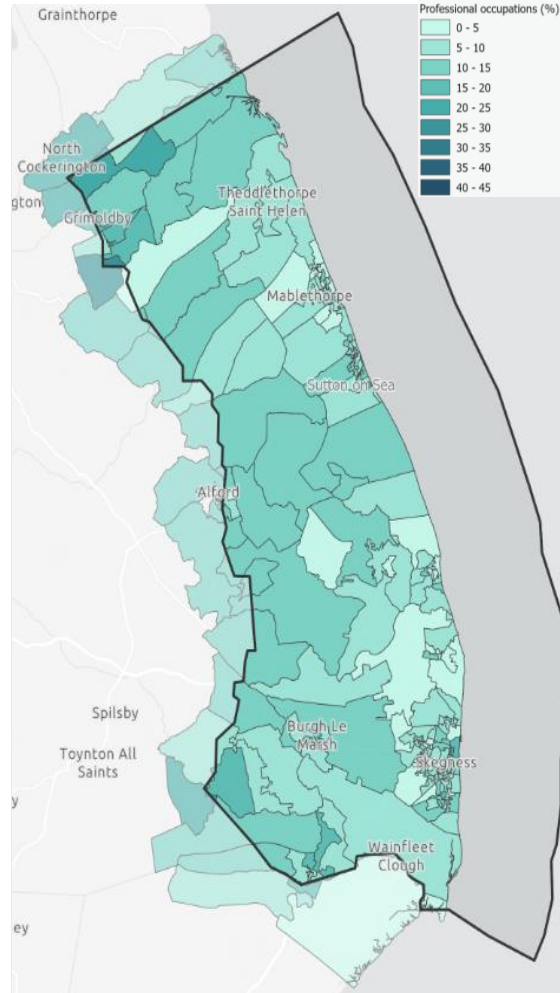 Professional occupations (%)
0 - 5
5 - 10
10 - 15
15 - 20
20 - 25
25 - 30
30 - 35
35 - 40
40 - 45
Grainthorpe
North
Cockerington
gton
Grimoldby
Theddlethorpe
Saint Helen
Mablethorpe
Sutton on Sea
Alford
Spilsby
Toynton All
Saints
Burgh Le
Marsh
Skegness
Wainfleet
Clough
y
ey